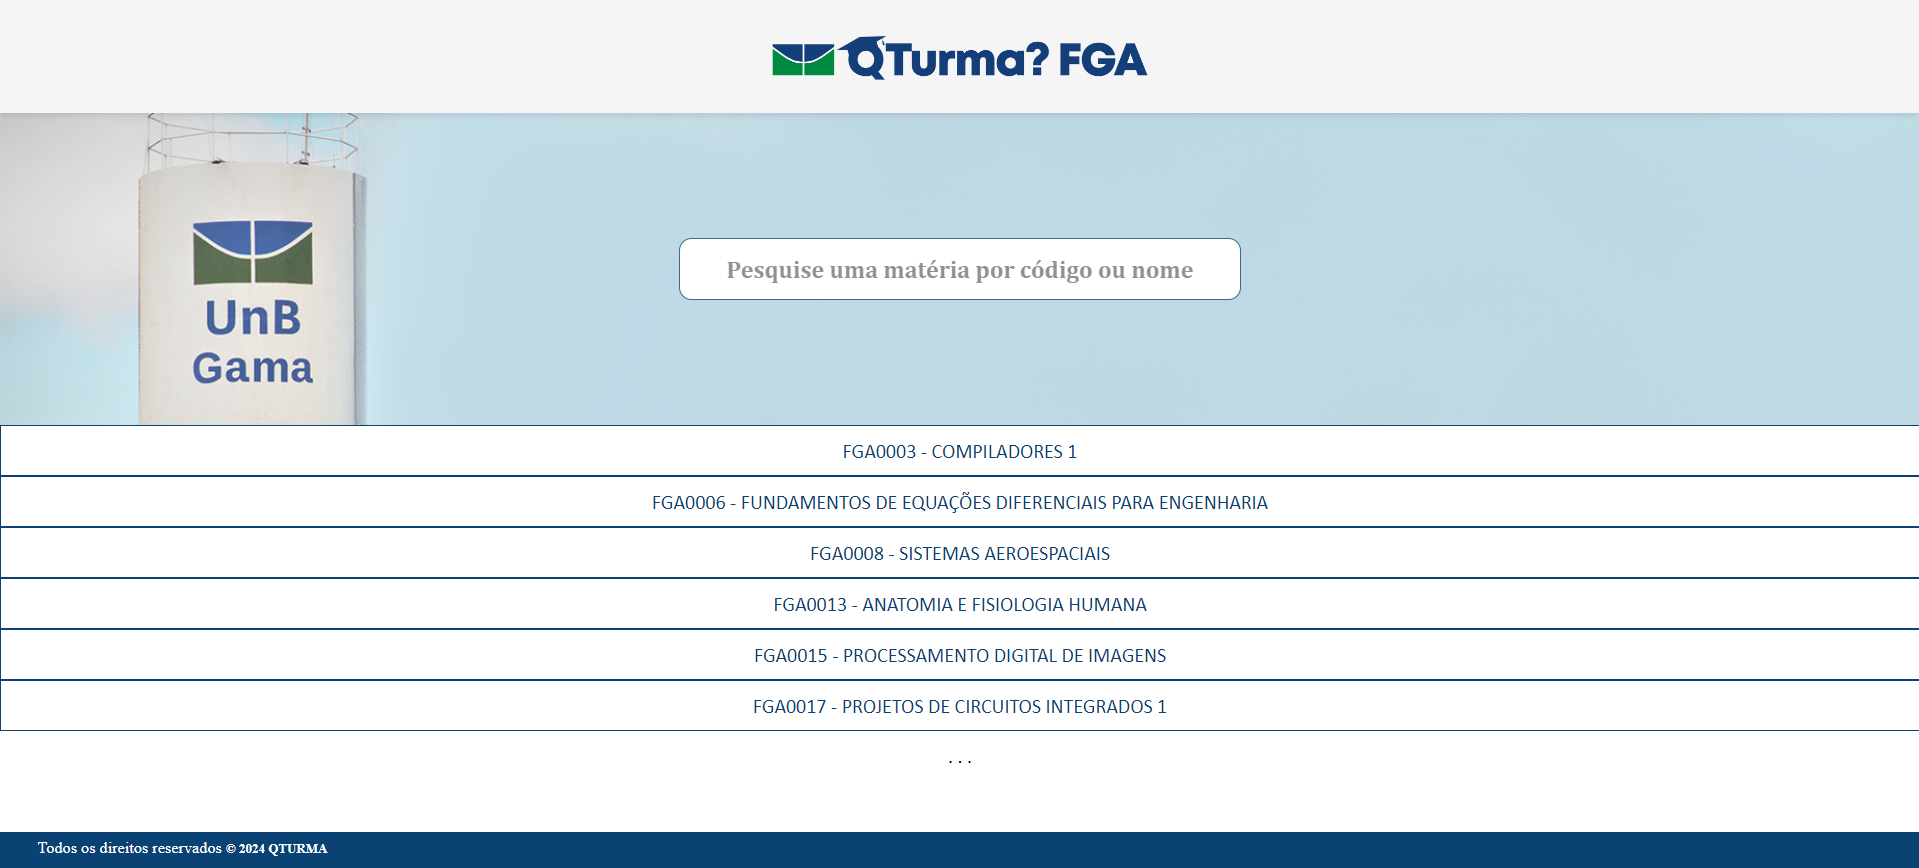 QTurma? FGA
UnB
Gama
Pesquise uma matéria por código ou nome
FGA0003 - COMPILADORES 1
FGA0006 - FUNDAMENTOS DE EQUAÇÕES DIFERENCIAIS PARA ENGENHARIA
FGA0008 - SISTEMAS AEROESPACIAIS
FGA0013 - ANATOMIA E FISIOLOGIA HUMANA
FGA0015 - PROCESSAMENTO DIGITAL DE IMAGENS
FGA0017 - PROJETOS DE CIRCUITOS INTEGRADOS 1
. . .
Todos os direitos reservados © 2024 QTURMA